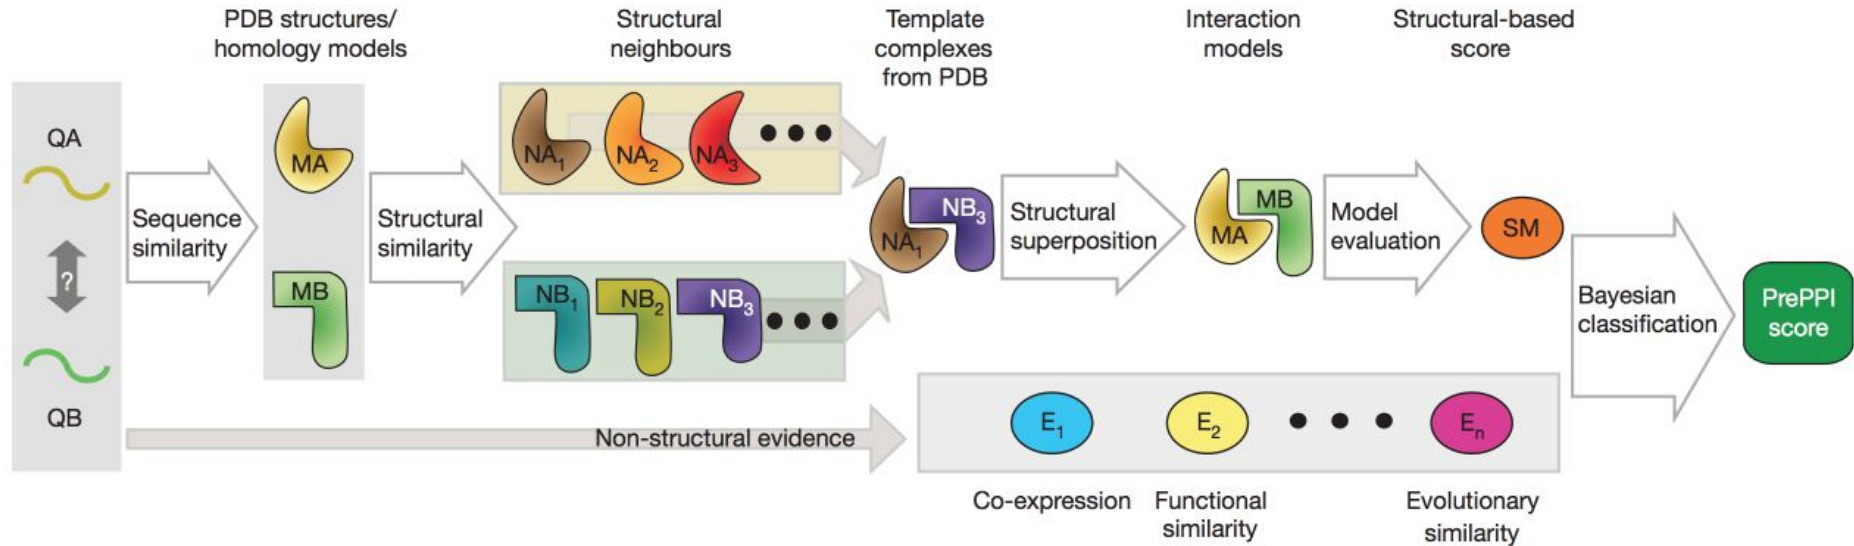 PDB structures/
homology models
Structural
neighbours
Template
complexes
from PDB
Interaction
models
Structural-based
score
QA
?
QB
Sequence
similarity
MA
MB
Structural
similarity
NA1
NA2
NA3
NB1
NB2
NB3
NA1
NB3
Structural
superposition
MA
MB
Model
evaluation
SM
Bayesian
classification
PrePPI
score
Non-structural evidence
E1
E2
En
Co-expression
Functional
similarity
Evolutionary
similarity